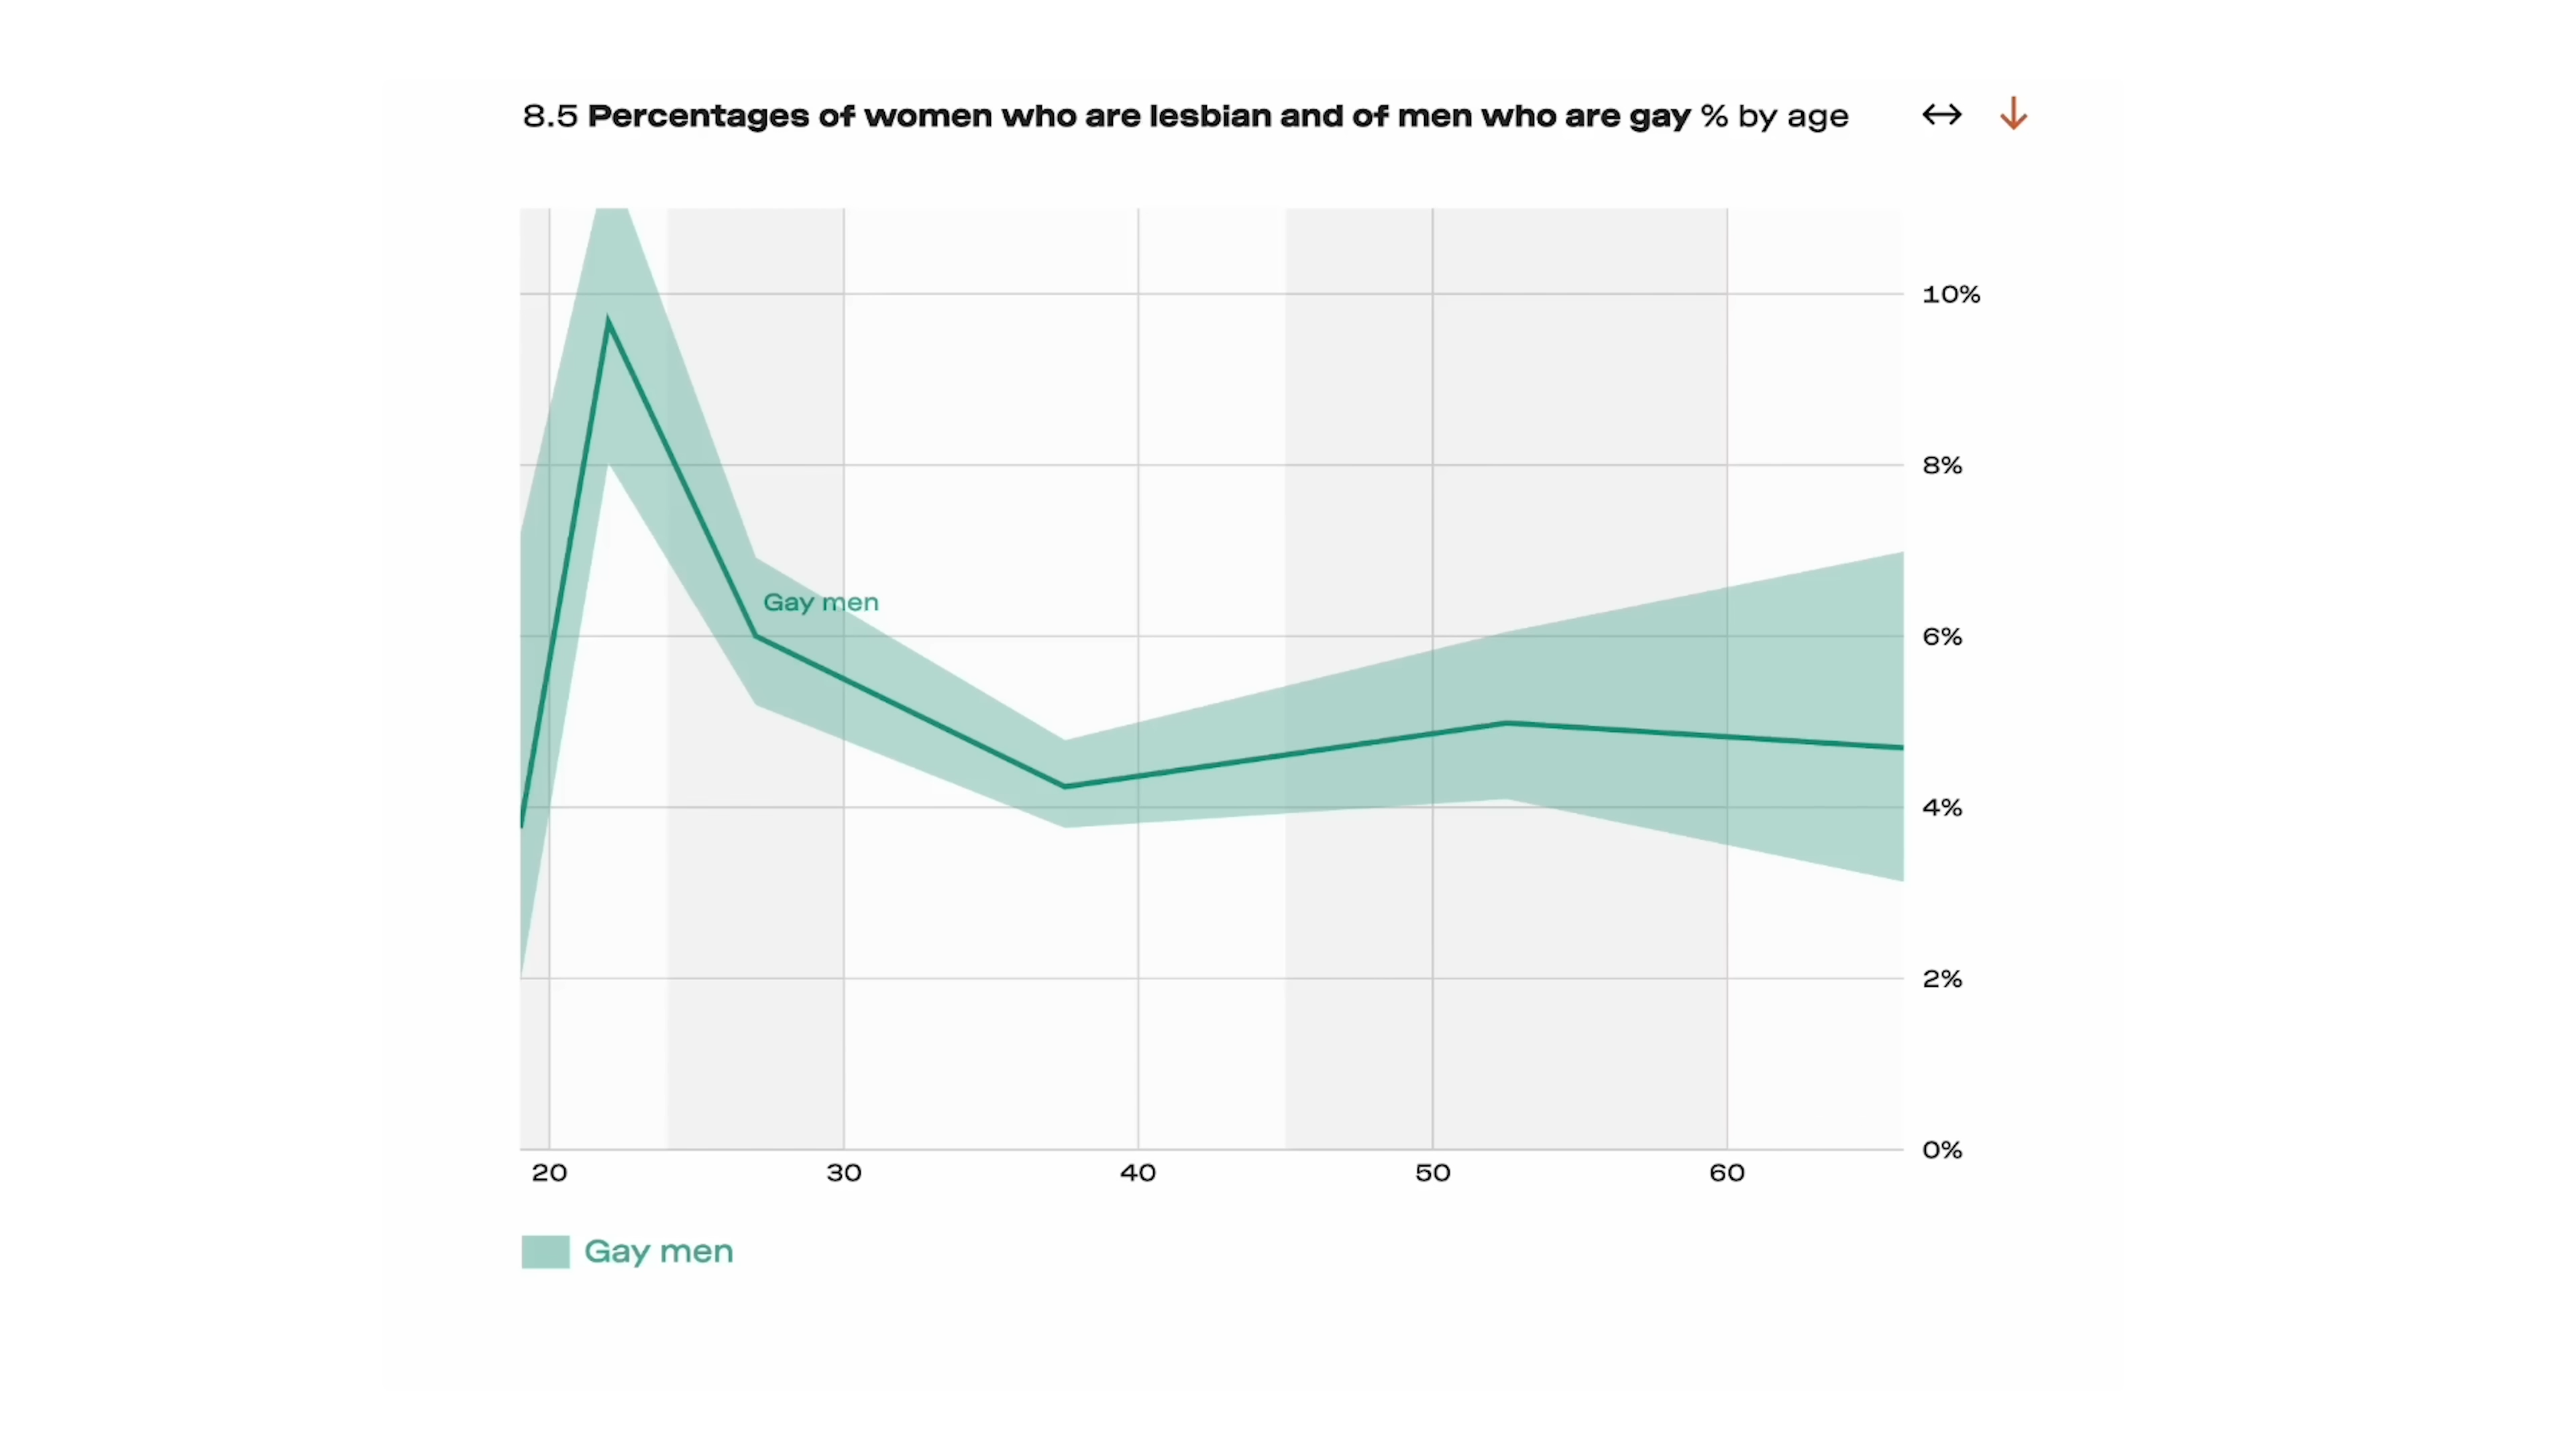 8.5 Percentages of women who are lesbian and of men who are gay % by age
10%
8%
Gay men
6%
4%
2%
0%
20 30 40 50 60
Gay men